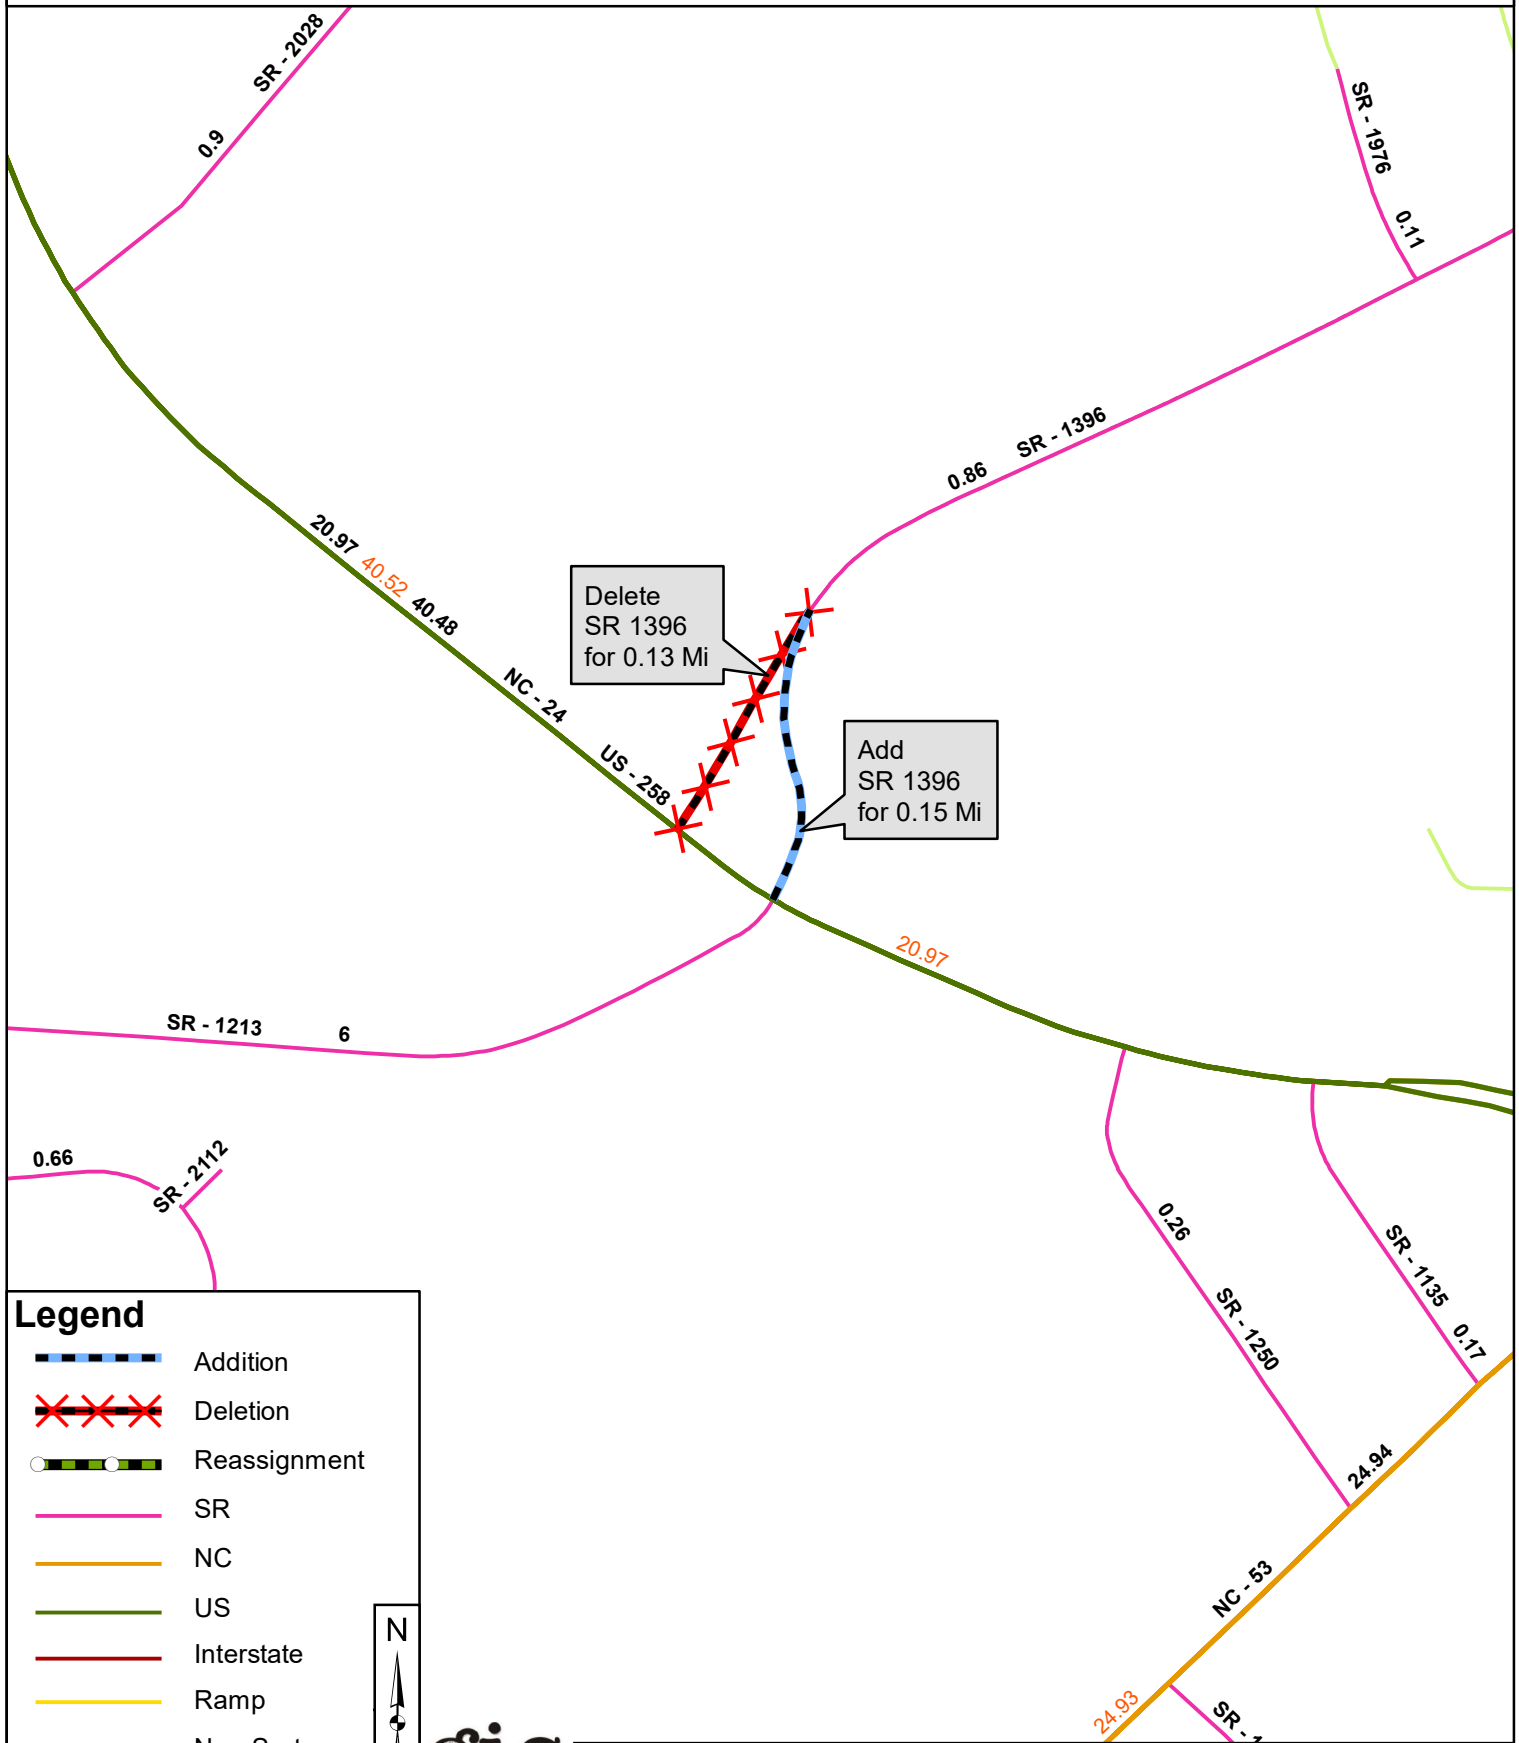 SR - 2028
0.9
SR - 1976
0.11
SR - 1396
0.86
20.97
40.52
40.48
NC - 24
US - 258
Delete
SR 1396
for 0.13 Mi
Add
SR 1396
for 0.15 Mi
20.97
SR - 1213
6
0.66
SR - 2112
0.26
SR - 1250
SR - 1135
0.17
24.94
NC - 53
24.93
Legend
Addition
Deletion
Reassignment
SR
NC
US
Interstate
Ramp
N